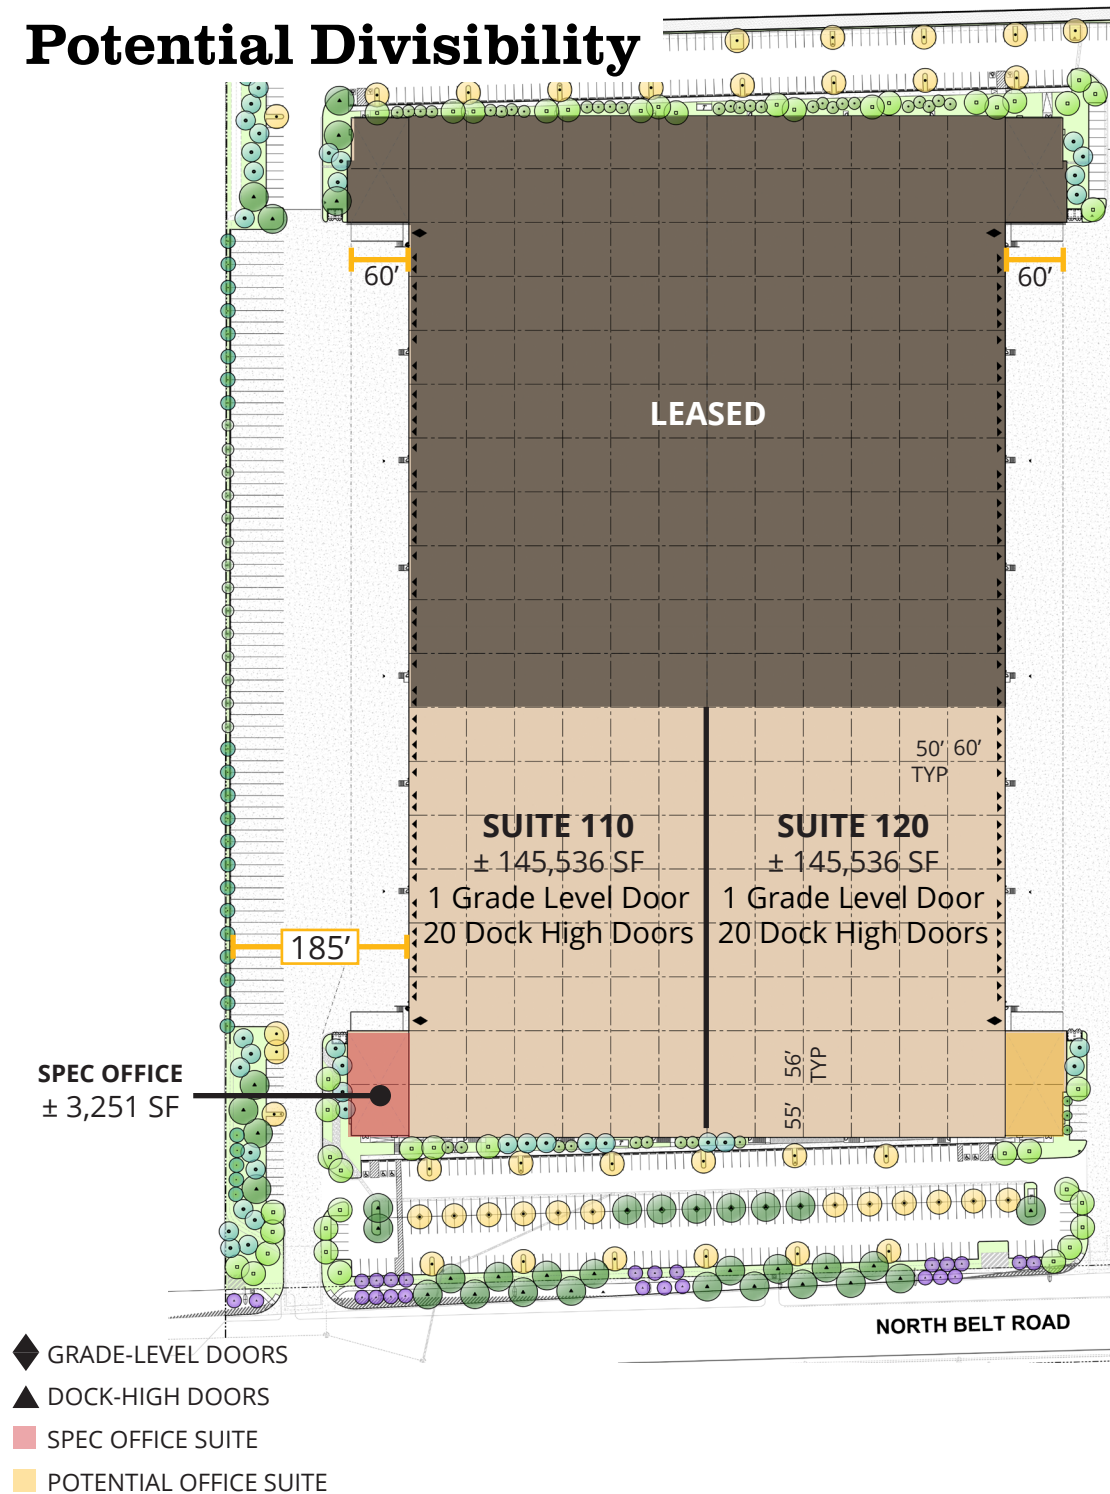 Potential Divisibility
60’
60’
LEASED
50’ 60’
TYP
SUITE 110
± 145,536 SF
1 Grade Level Door
20 Dock High Doors
SUITE 120
± 145,536 SF
1 Grade Level Door
20 Dock High Doors
185’
SPEC OFFICE
± 3,251 SF
55’ 56’
TYP
NORTH BELT ROAD
GRADE-LEVEL DOORS
DOCK-HIGH DOORS
SPEC OFFICE SUITE
POTENTIAL OFFICE SUITE